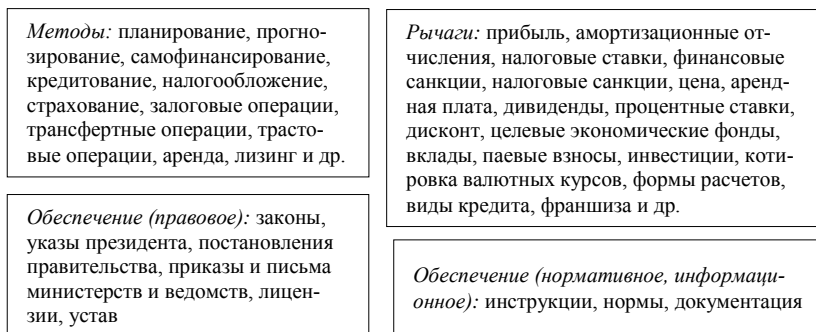 Методы: планирование, прогно-
зирование, самофинансирование,
кредитование, налогообложение,
страхование, залоговые операции,
трансфертные операции, трасто-
вые операции, аренда, лизинг и др.
Рычаги: прибыль, амортизационные от-
числения, налоговые ставки, финансовые
санкции, налоговые санкции, цена, аренд-
ная плата, дивиденды, процентные ставки,
дисконт, целевые экономические фонды,
вклады, паевые взносы, инвестиции, коти-
ровка валютных курсов, формы расчетов,
виды кредита, франшиза и др.
Обеспечение (правовое): законы,
указы президента, постановления
правительства, приказы и письма
министерств и ведомств, лицен-
зии, устав
Обеспечение (нормативное, информаци-
онное): инструкции, нормы, документация